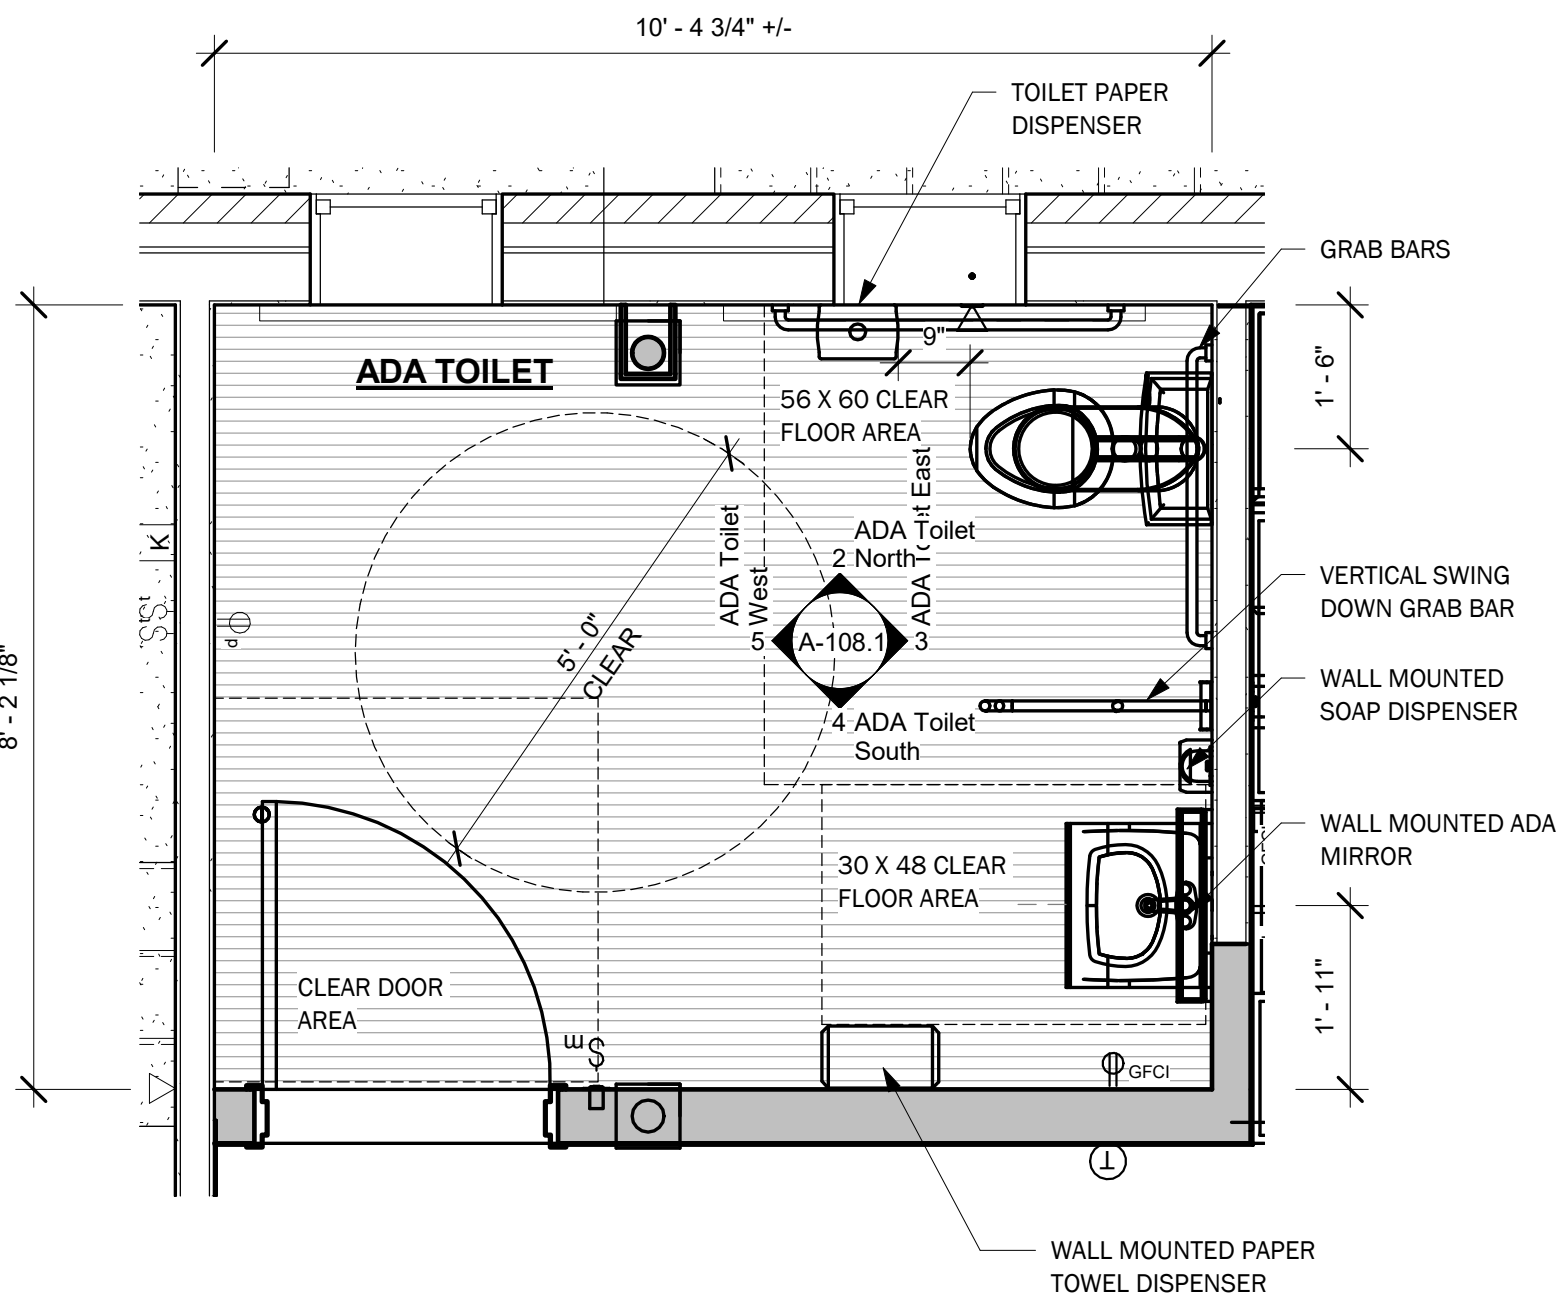 10' - 4 3/4" +/-
TOILET PAPER
DISPENSER
GRAB BARS
9"
1' - 6"
ADA TOILET
56 X 60 CLEAR
FLOOR AREA
K
ADA Toilet
West
ADA Toilet East
ADA Toilet
2 North
5
A-108.1
3
4 ADA Toilet
South
VERTICAL SWING
DOWN GRAB BAR
5' - 0"
CLEAR
8' - 2 1/8"
d
WALL MOUNTED
SOAP DISPENSER
WALL MOUNTED ADA
MIRROR
30 X 48 CLEAR
FLOOR AREA
CLEAR DOOR
AREA
1' - 11"
S m
GFCI
T
WALL MOUNTED PAPER
TOWEL DISPENSER